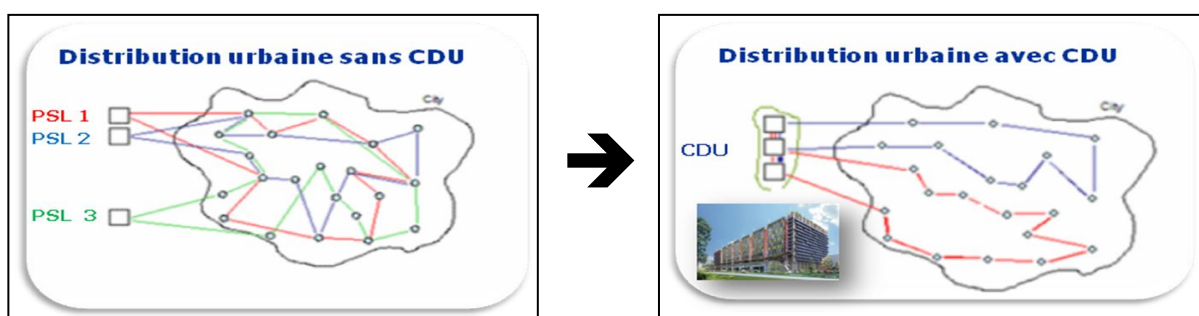 Distribution urbaine sans CDU
City
PSL 1
PSL 2
PSL 3
Distribution urbaine avec CDU
City
CDU